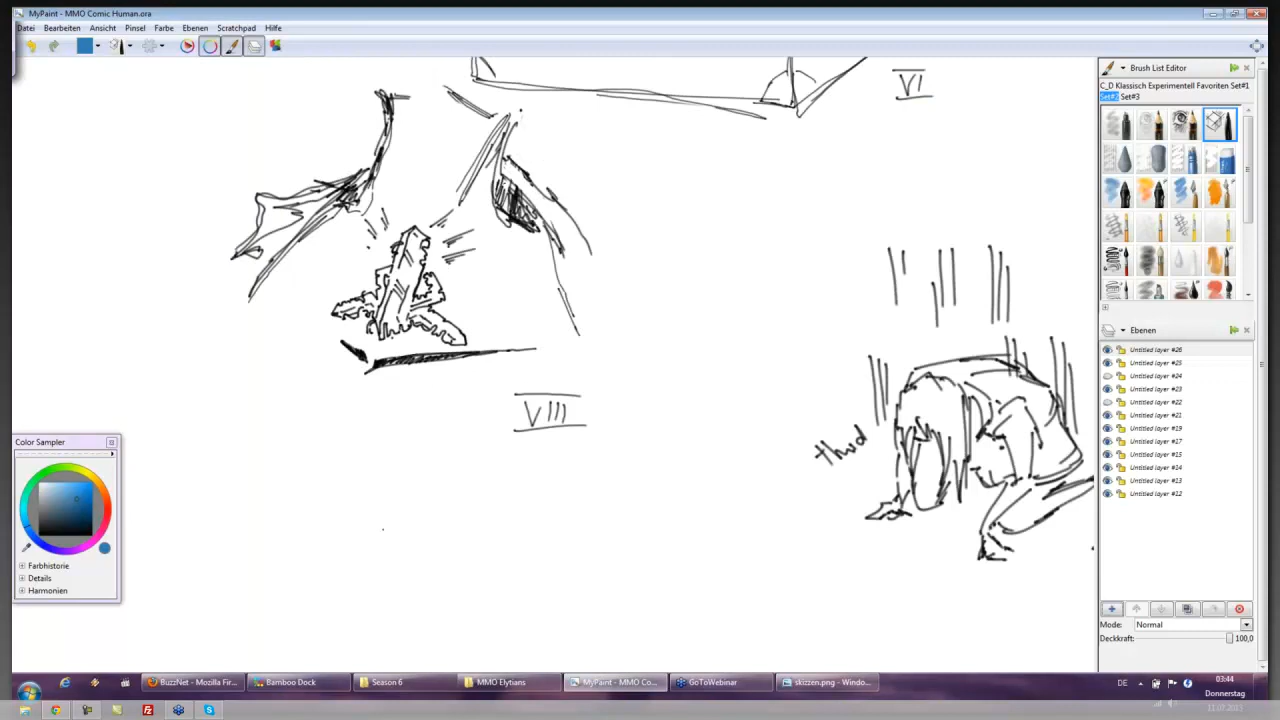 MyPaint - MMO Comic Human.ora
Datei Bearbeiten Ansicht Pinsel Farbe Ebenen Scratchpad Hilfe
Brush List Editor
C_D Klassisch Experimentell Favoriten Set#1
Set#2 Set#3
VI
VIII
thud
Ebenen
Untitled layer #26
Untitled layer #25
Untitled layer #24
Untitled layer #23
Untitled layer #22
Untitled layer #21
Untitled layer #19
Untitled layer #17
Untitled layer #15
Untitled layer #14
Untitled layer #13
Untitled layer #12
Color Sampler
Farbhistorie
Details
Harmonien
Mode: Normal
Deckkraft: 100,0
BuzzNet - Mozilla Fir... Bamboo Dock Season 6 MMO Elytians MyPaint - MMO Co... GoToWebinar skizzen.png - Windo... DE 03:44
Donnerstag
11.07.2013